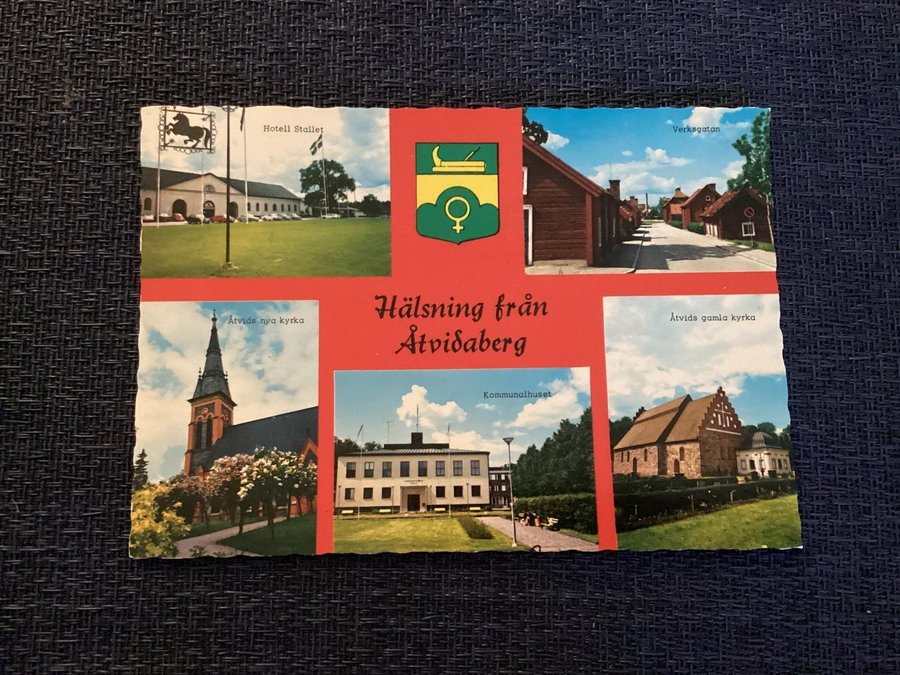 Hotell Stallet
Verksgatan
Hälsning från
Åtvidaberg
Åtvids nya kyrka
Kommunalhuset
Åtvids gamla kyrka